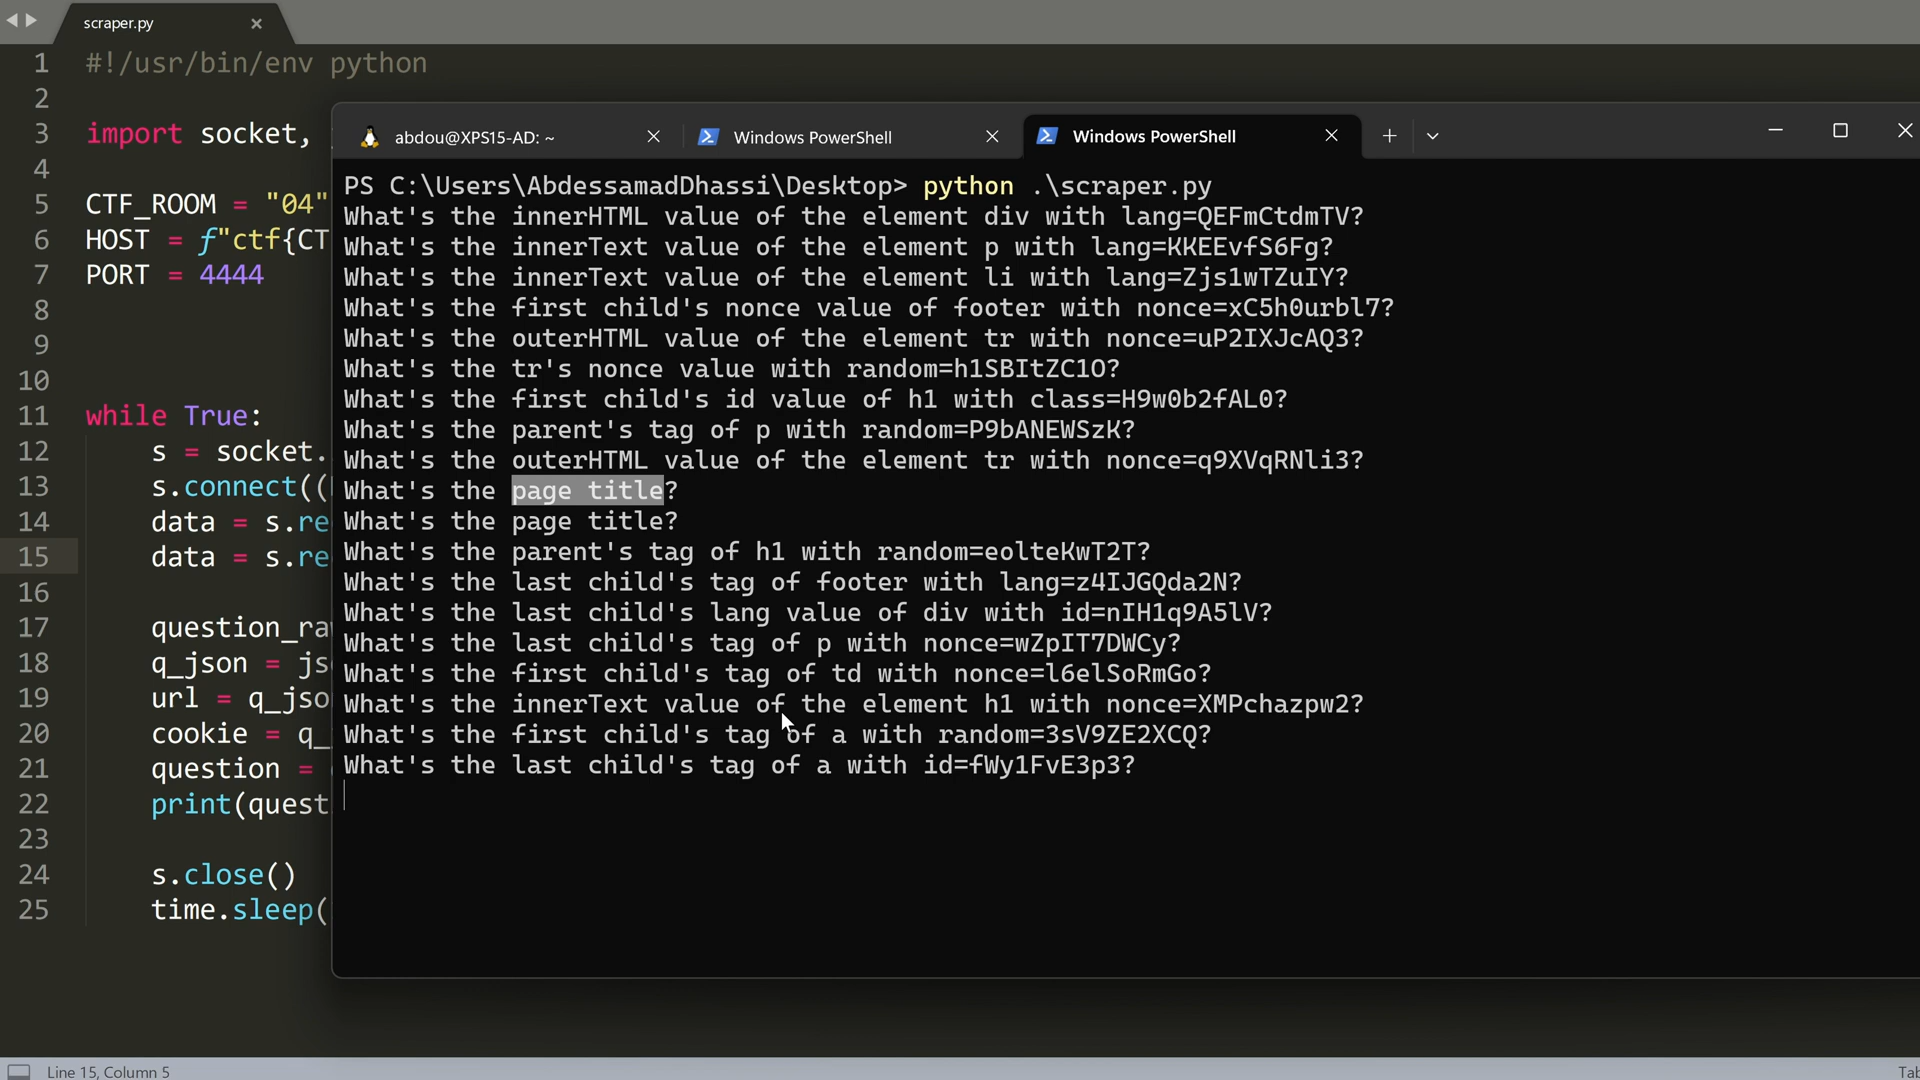 scraper.py
1 #!/usr/bin/env python
2
3 import socket,
4
5 CTF_ROOM = "04"
6 HOST = f"ctf{CT
7 PORT = 4444
8
9
10
11 while True:
12 s = socket.
13 s.connect((
14 data = s.re
15 data = s.re
16
17 question_ra
18 q_json = js
19 url = q_jso
20 cookie = q_
21 question =
22 print(quest
23
24 s.close()
25 time.sleep(
abdou@XPS15-AD: ~
Windows PowerShell
Windows PowerShell
PS C:\Users\AbdessamadDhassi\Desktop> python .\scraper.py
What's the innerHTML value of the element div with lang=QEFmCtdmTV?
What's the innerText value of the element p with lang=KKEEvfS6Fg?
What's the innerText value of the element li with lang=Zjs1wTZuIY?
What's the first child's nonce value of footer with nonce=xC5h0urbl7?
What's the outerHTML value of the element tr with nonce=uP2IXJcAQ3?
What's the tr's nonce value with random=h1SBItZC1O?
What's the first child's id value of h1 with class=H9w0b2fAL0?
What's the parent's tag of p with random=P9bANEWSzK?
What's the outerHTML value of the element tr with nonce=q9XVqRNli3?
What's the page title?
What's the page title?
What's the parent's tag of h1 with random=eolteKwT2T?
What's the last child's tag of footer with lang=z4IJGQda2N?
What's the last child's lang value of div with id=nIH1q9A5lV?
What's the last child's tag of p with nonce=wZpIT7DWCy?
What's the first child's tag of td with nonce=l6elSoRmGo?
What's the innerText value of the element h1 with nonce=XMPchazpw2?
What's the first child's tag of a with random=3sV9ZE2XCQ?
What's the last child's tag of a with id=fWy1FvE3p3?
Line 15, Column 5
Tab